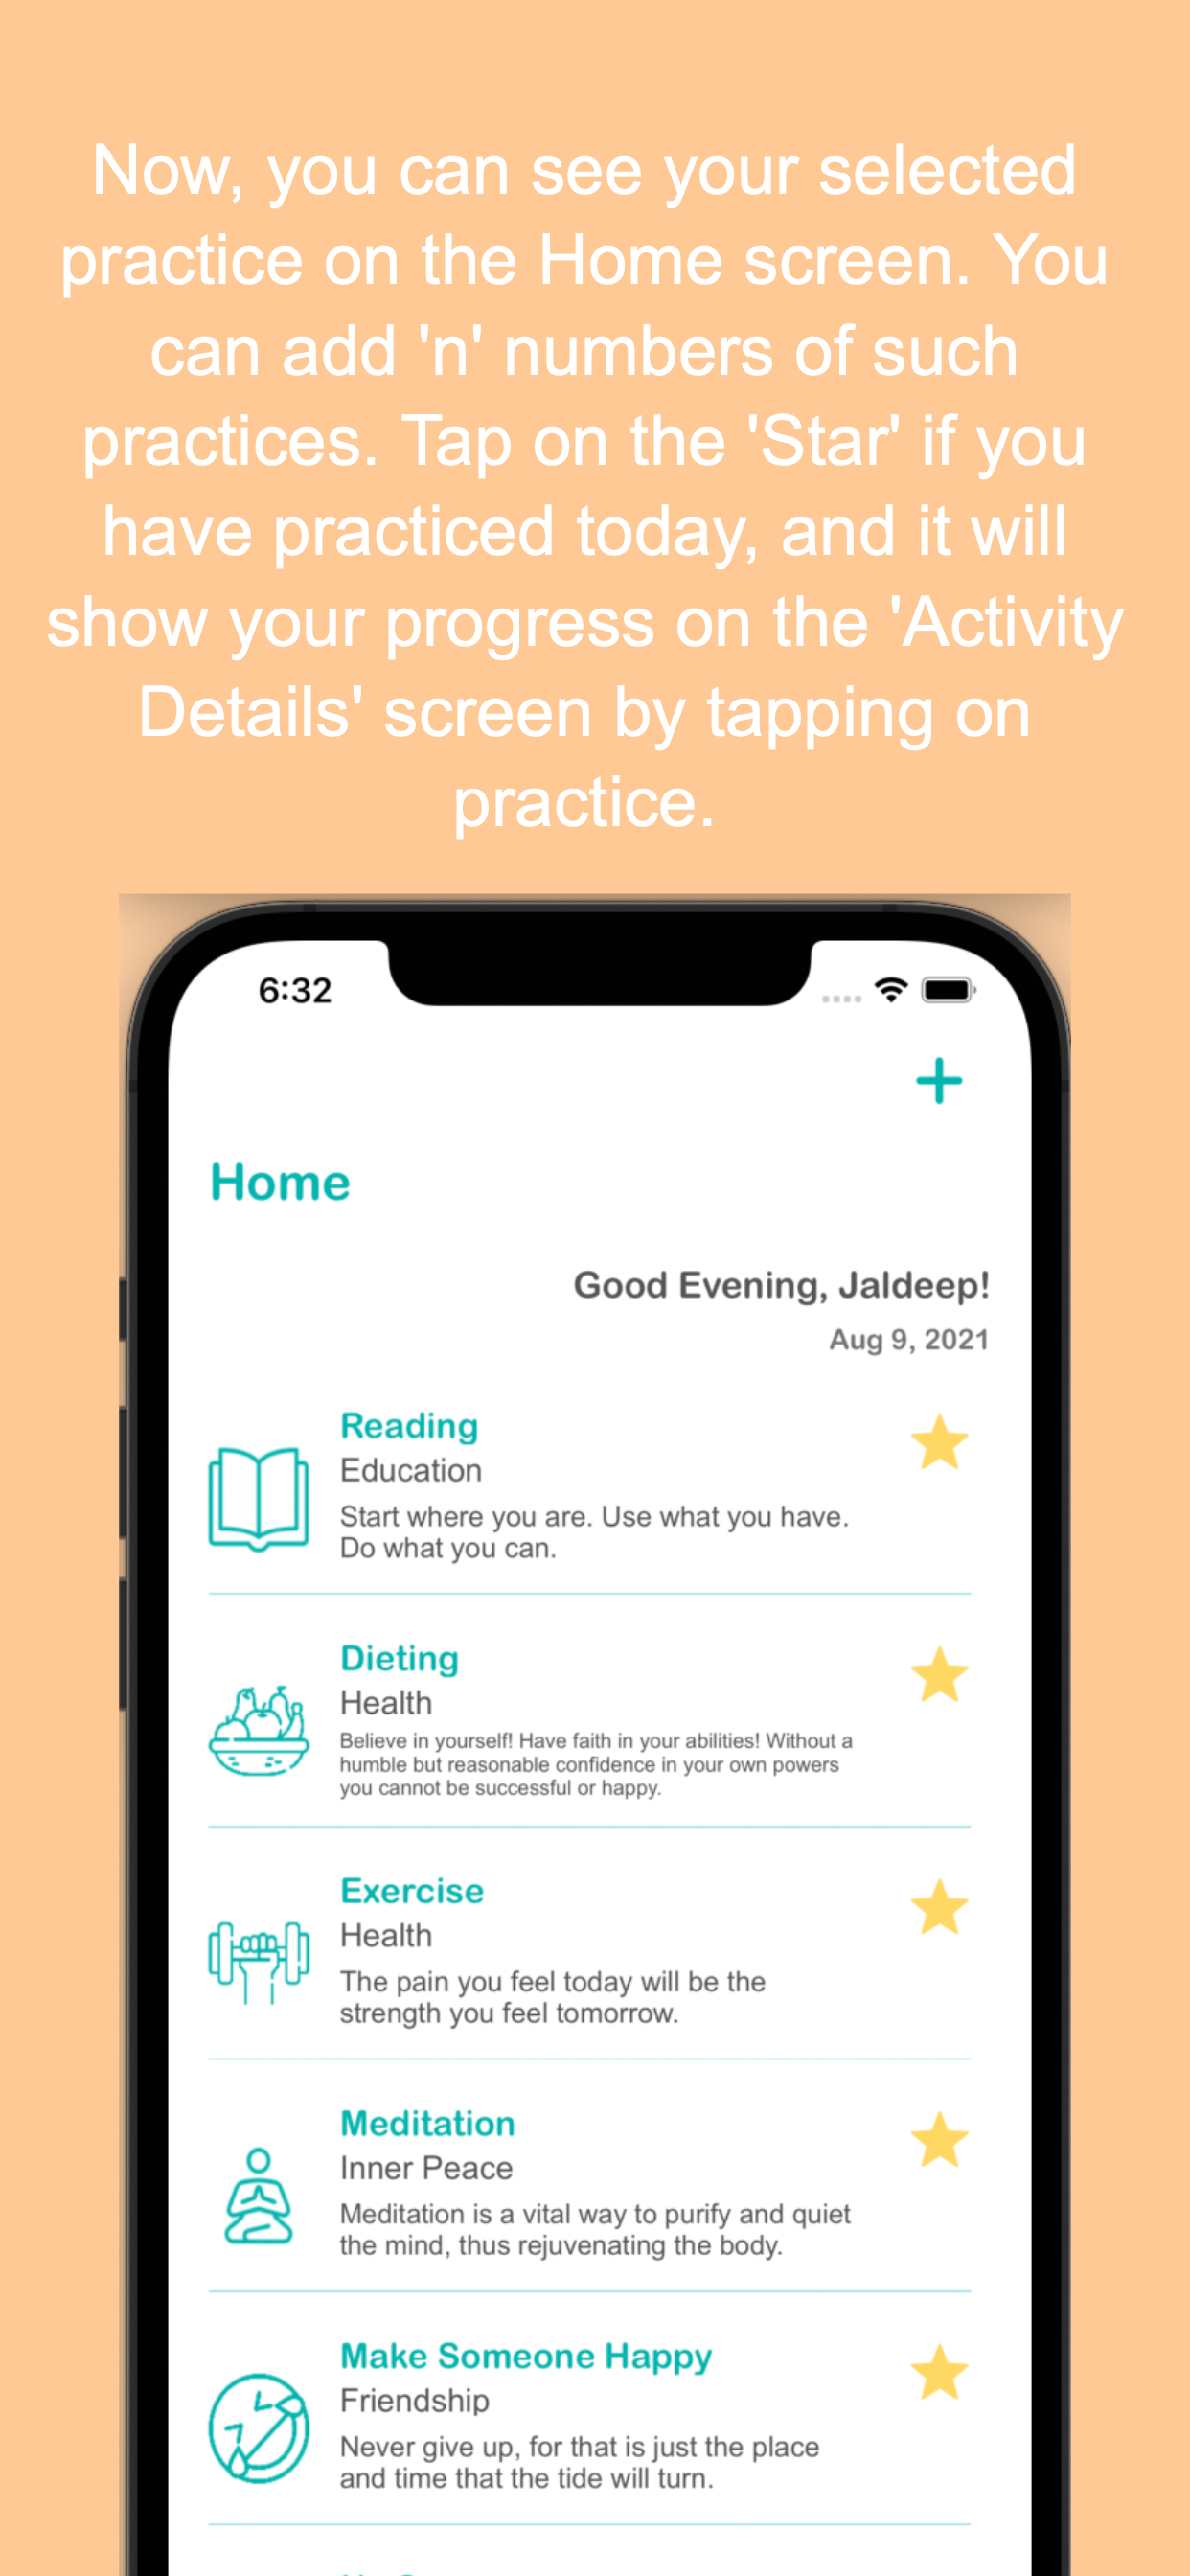 Now, you can see your selected
practice on the Home screen. You
can add 'n' numbers of such
practices. Tap on the 'Star' if you
have practiced today, and it will
show your progress on the 'Activity
Details' screen by tapping on
practice.
6:32
Home
Good Evening, Jaldeep!
Aug 9, 2021
Reading
Education
Start where you are. Use what you have.
Do what you can.
Dieting
Health
Believe in yourself! Have faith in your abilities! Without a
humble but reasonable confidence in your own powers
you cannot be successful or happy.
Exercise
Health
The pain you feel today will be the
strength you feel tomorrow.
Meditation
Inner Peace
Meditation is a vital way to purify and quiet
the mind, thus rejuvenating the body.
Make Someone Happy
Friendship
Never give up, for that is just the place
and time that the tide will turn.